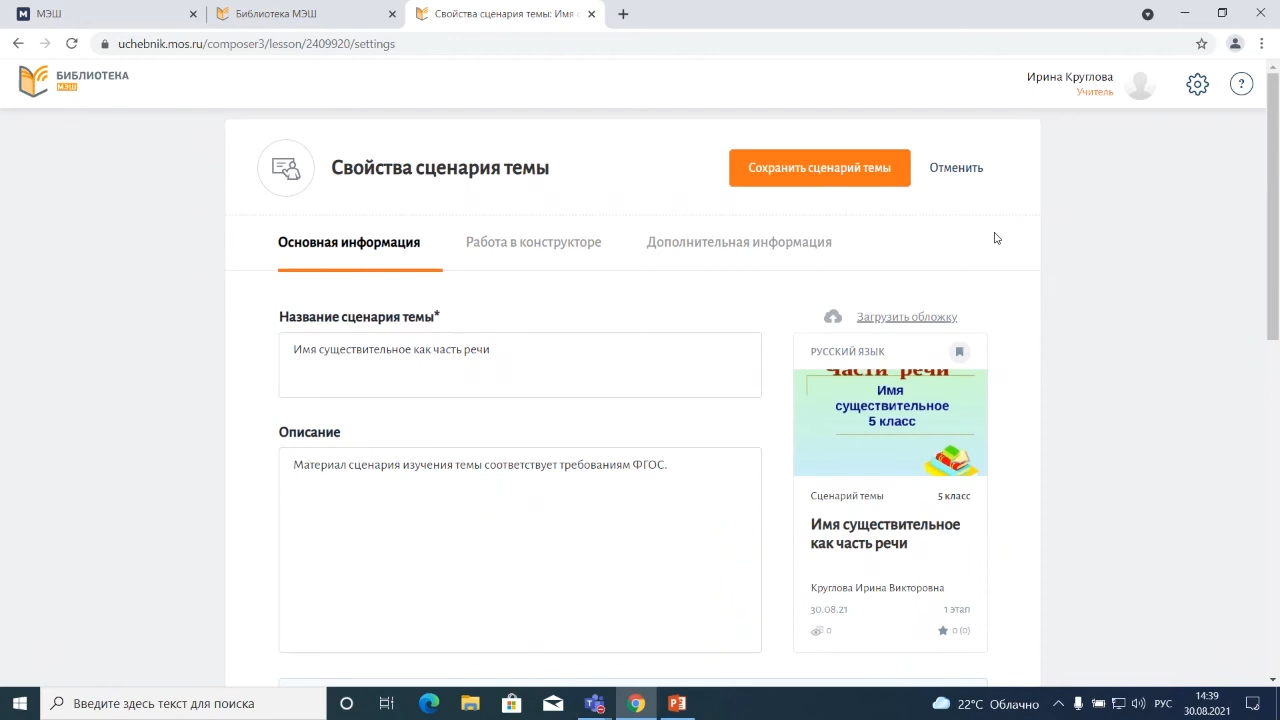 МЭШ
Библиотека МЭШ
Свойства сценария темы: Имя
uchebnik.mos.ru/composer3/lesson/2409920/settings
БИБЛИОТЕКА
МЭШ
Ирина Круглова
Учитель
?
Свойства сценария темы
Сохранить сценарий темы
Отменить
Основная информация
Работа в конструкторе
Дополнительная информация
Название сценария темы*
Имя существительное как часть речи
Загрузить обложку
РУССКИЙ ЯЗЫК
Части речи
Имя
существительное
5 класс
Описание
Материал сценария изучения темы соответствует требованиям ФГОС.
Сценарий темы
5 класс
Имя существительное
как часть речи
Круглова Ирина Викторовна
30.08.21
1 этап
0
0 (0)
Введите здесь текст для поиска
22°C Облачно
РУС
14:39
30.08.2021